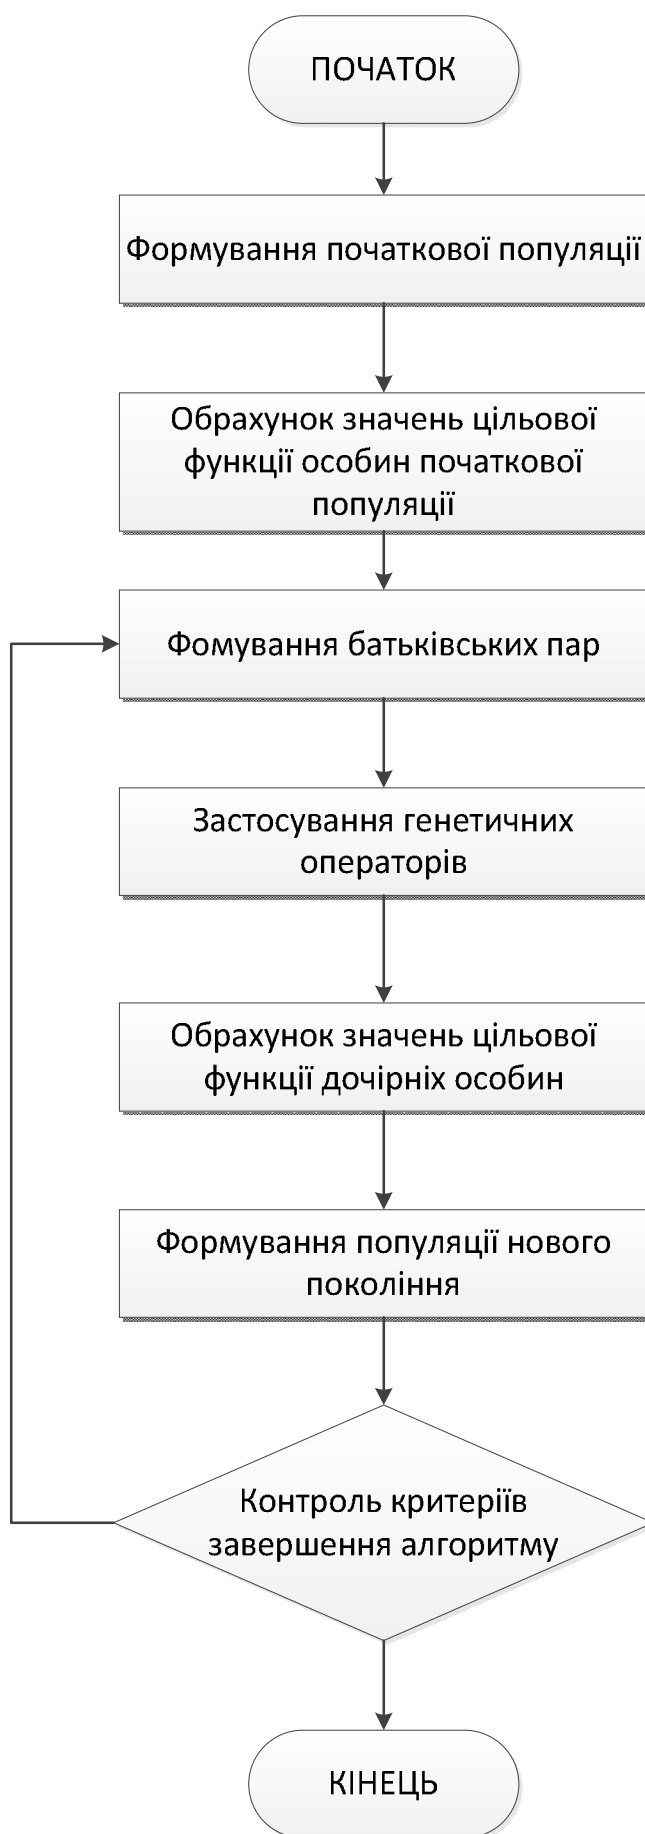 ПОЧАТОК
Формування початкової популяції
Обрахунок значень цільової
функції особин початкової
популяції
Фомування батьківських пар
Застосування генетичних
операторів
Обрахунок значень цільової
функції дочірніх особин
Формування популяції нового
покоління
Контроль критеріїв
завершення алгоритму
КІНЕЦЬ